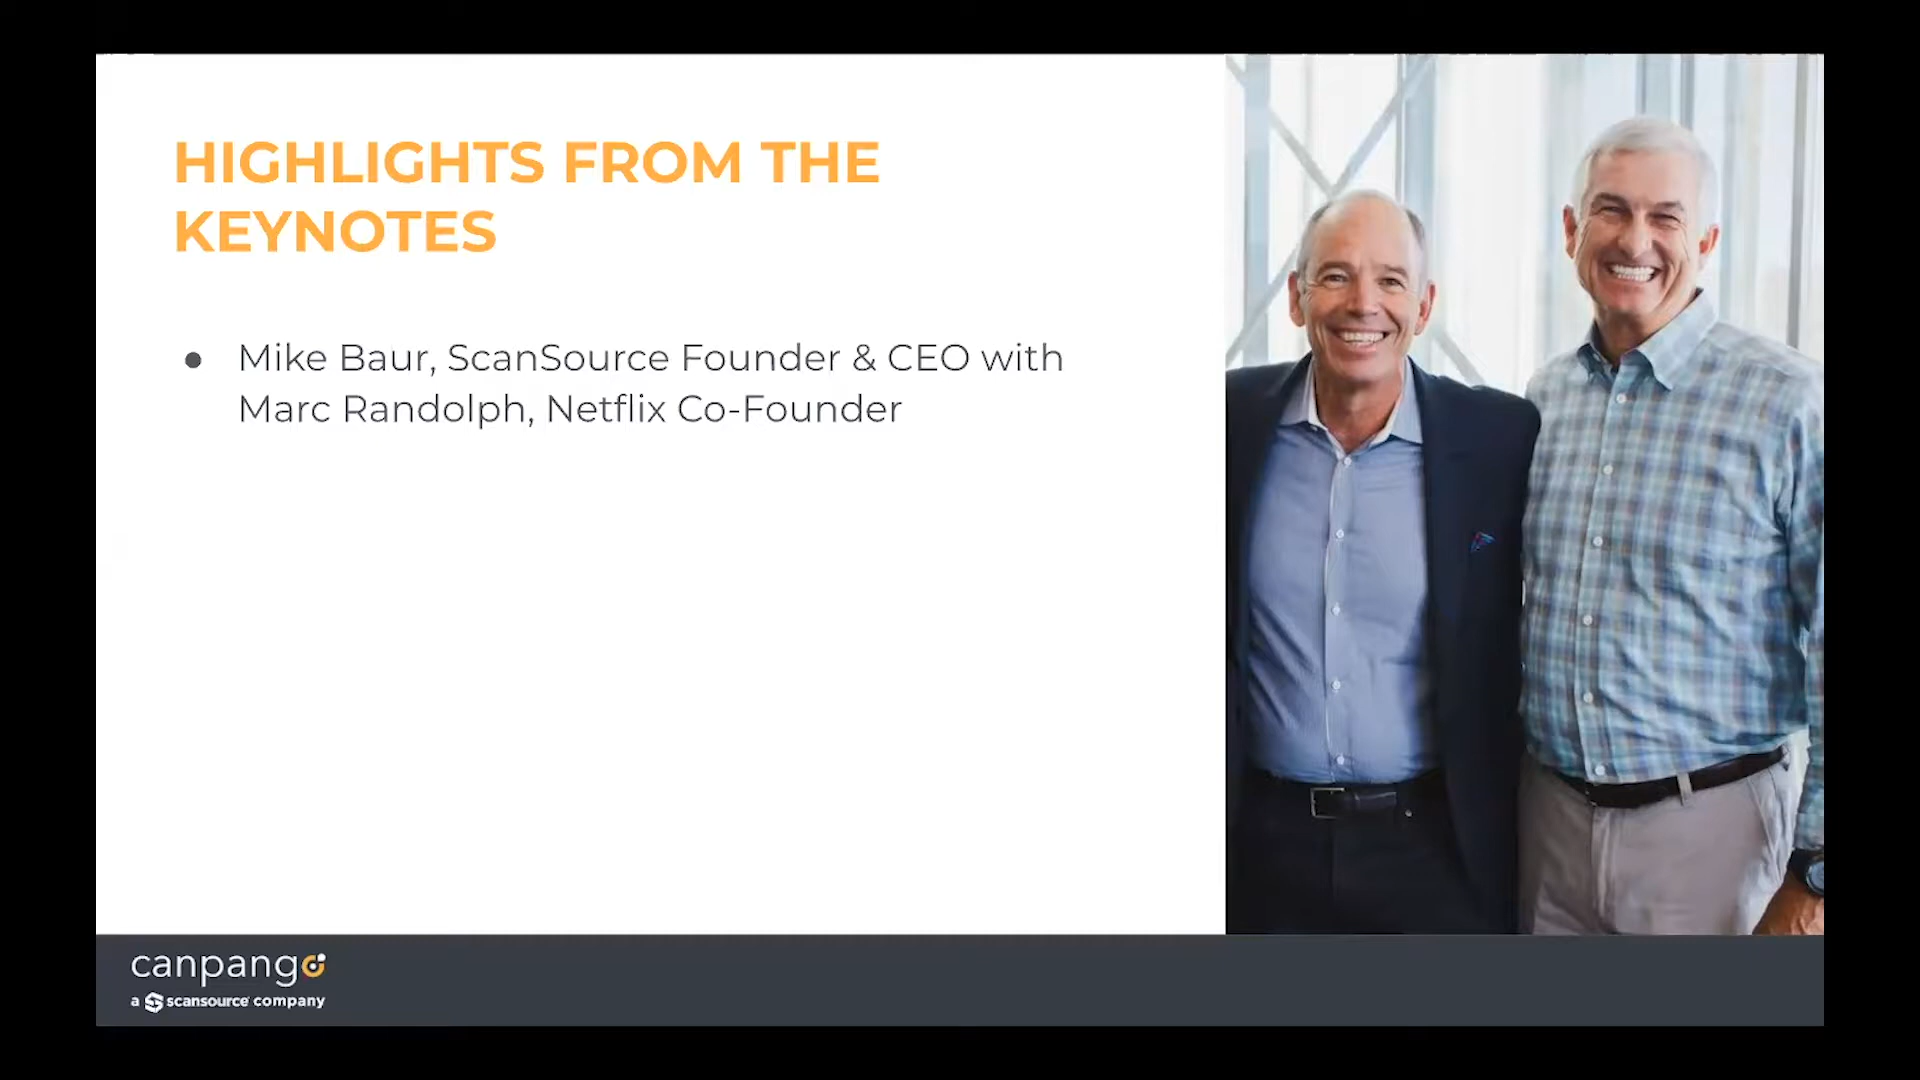 HIGHLIGHTS FROM THE
KEYNOTES
● Mike Baur, ScanSource Founder & CEO with
Marc Randolph, Netflix Co-Founder
canpango
a scansource company